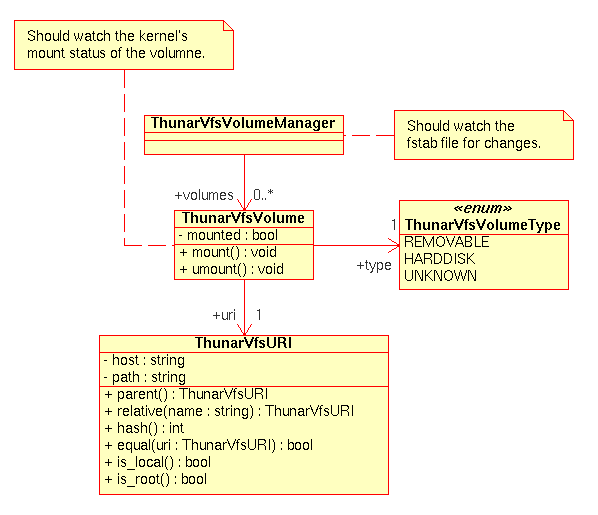 Should watch the kernel's
mount status of the volumne.
ThunarVfsVolumeManager
Should watch the
fstab file for changes.
+volumes 0..*
ThunarVfsVolume
- mounted : bool
+ mount() : void
+ umount() : void
1
+type
«enum»
ThunarVfsVolumeType
REMOVABLE
HARDDISK
UNKNOWN
+uri 1
ThunarVfsURI
- host : string
- path : string
+ parent() : ThunarVfsURI
+ relative(name : string) : ThunarVfsURI
+ hash() : int
+ equal(uri : ThunarVfsURI) : bool
+ is_local() : bool
+ is_root() : bool